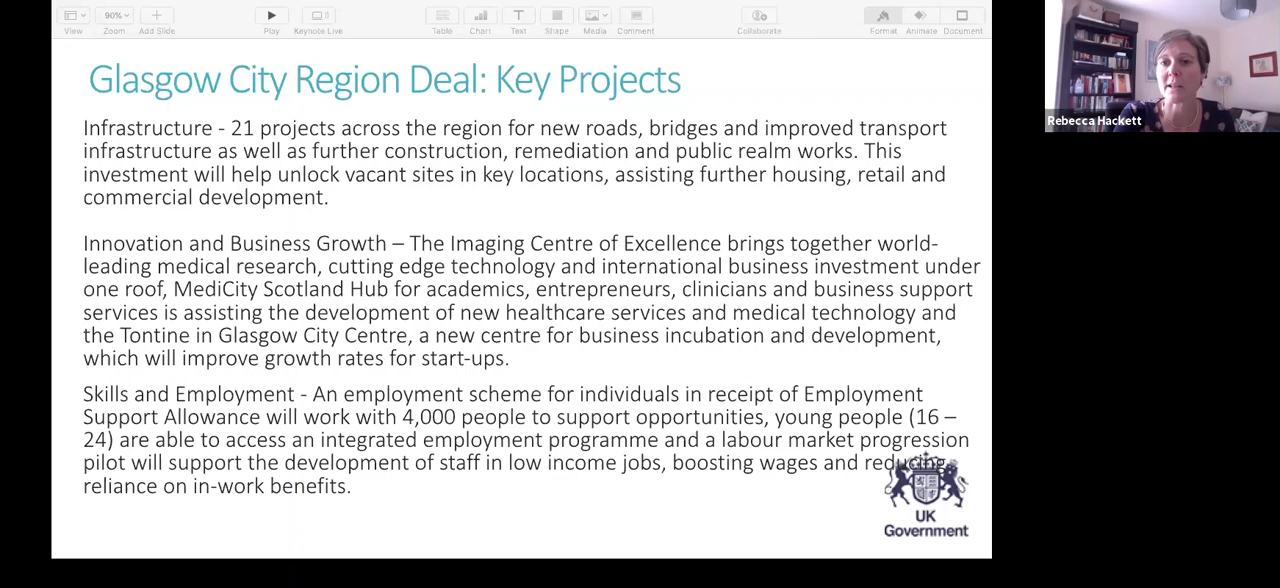 90%
View
Zoom
Add Slide
Play
Keynote Live
Table
Chart
Text
Shape
Media
Comment
Collaborate
Format
Animate
Document
Glasgow City Region Deal: Key Projects
Infrastructure - 21 projects across the region for new roads, bridges and improved transport
infrastructure as well as further construction, remediation and public realm works. This
investment will help unlock vacant sites in key locations, assisting further housing, retail and
commercial development.
Innovation and Business Growth – The Imaging Centre of Excellence brings together world-
leading medical research, cutting edge technology and international business investment under
one roof, MediCity Scotland Hub for academics, entrepreneurs, clinicians and business support
services is assisting the development of new healthcare services and medical technology and
the Tontine in Glasgow City Centre, a new centre for business incubation and development,
which will improve growth rates for start-ups.
Skills and Employment - An employment scheme for individuals in receipt of Employment
Support Allowance will work with 4,000 people to support opportunities, young people (16 –
24) are able to access an integrated employment programme and a labour market progression
pilot will support the development of staff in low income jobs, boosting wages and reducing
reliance on in-work benefits.
UK
Government
Rebecca Hackett